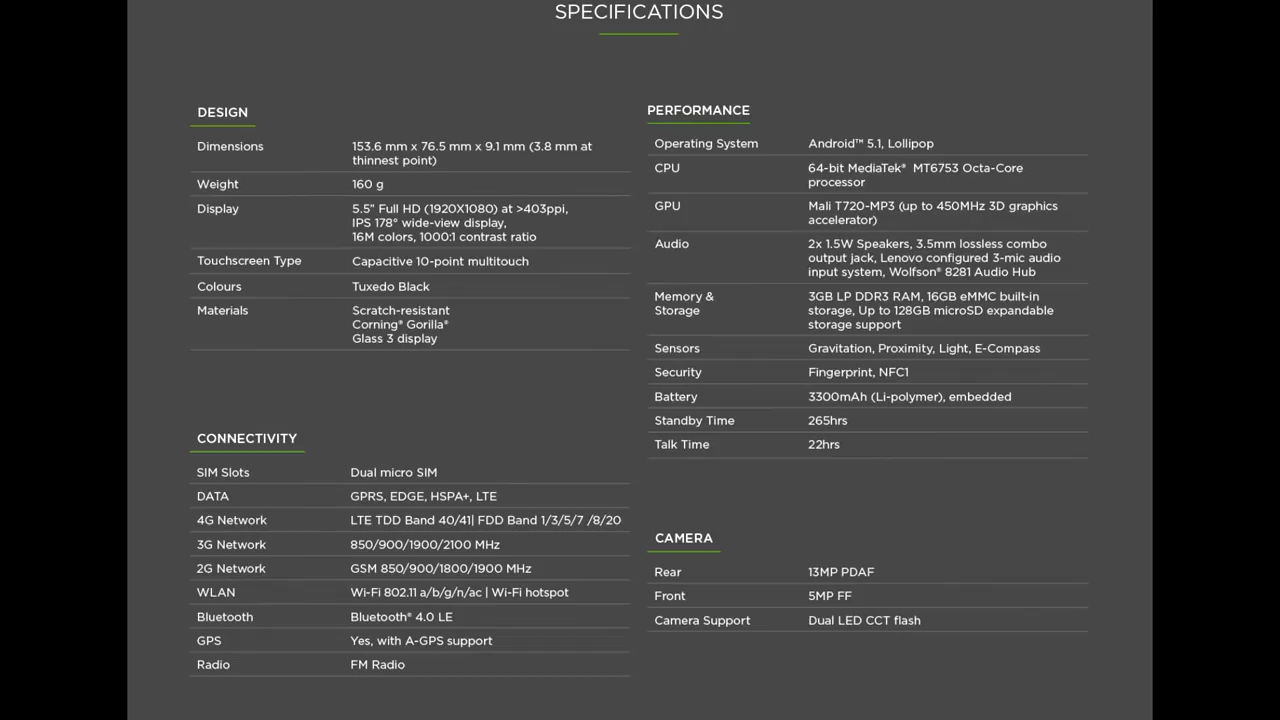 SPECIFICATIONS
DESIGN
Dimensions 153.6 mm x 76.5 mm x 9.1 mm (3.8 mm at
thinnest point)
Weight 160 g
Display 5.5” Full HD (1920X1080) at >403ppi,
IPS 178° wide-view display,
16M colors, 1000:1 contrast ratio
Touchscreen Type Capacitive 10-point multitouch
Colours Tuxedo Black
Materials Scratch-resistant
Corning® Gorilla®
Glass 3 display
CONNECTIVITY
SIM Slots Dual micro SIM
DATA GPRS, EDGE, HSPA+, LTE
4G Network LTE TDD Band 40/41| FDD Band 1/3/5/7 /8/20
3G Network 850/900/1900/2100 MHz
2G Network GSM 850/900/1800/1900 MHz
WLAN Wi-Fi 802.11 a/b/g/n/ac | Wi-Fi hotspot
Bluetooth Bluetooth® 4.0 LE
GPS Yes, with A-GPS support
Radio FM Radio
PERFORMANCE
Operating System Android™ 5.1, Lollipop
CPU 64-bit MediaTek® MT6753 Octa-Core
processor
GPU Mali T720-MP3 (up to 450MHz 3D graphics
accelerator)
Audio 2x 1.5W Speakers, 3.5mm lossless combo
output jack, Lenovo configured 3-mic audio
input system, Wolfson® 8281 Audio Hub
Memory & 3GB LP DDR3 RAM, 16GB eMMC built-in
Storage storage, Up to 128GB microSD expandable
storage support
Sensors Gravitation, Proximity, Light, E-Compass
Security Fingerprint, NFC1
Battery 3300mAh (Li-polymer), embedded
Standby Time 265hrs
Talk Time 22hrs
CAMERA
Rear 13MP PDAF
Front 5MP FF
Camera Support Dual LED CCT flash